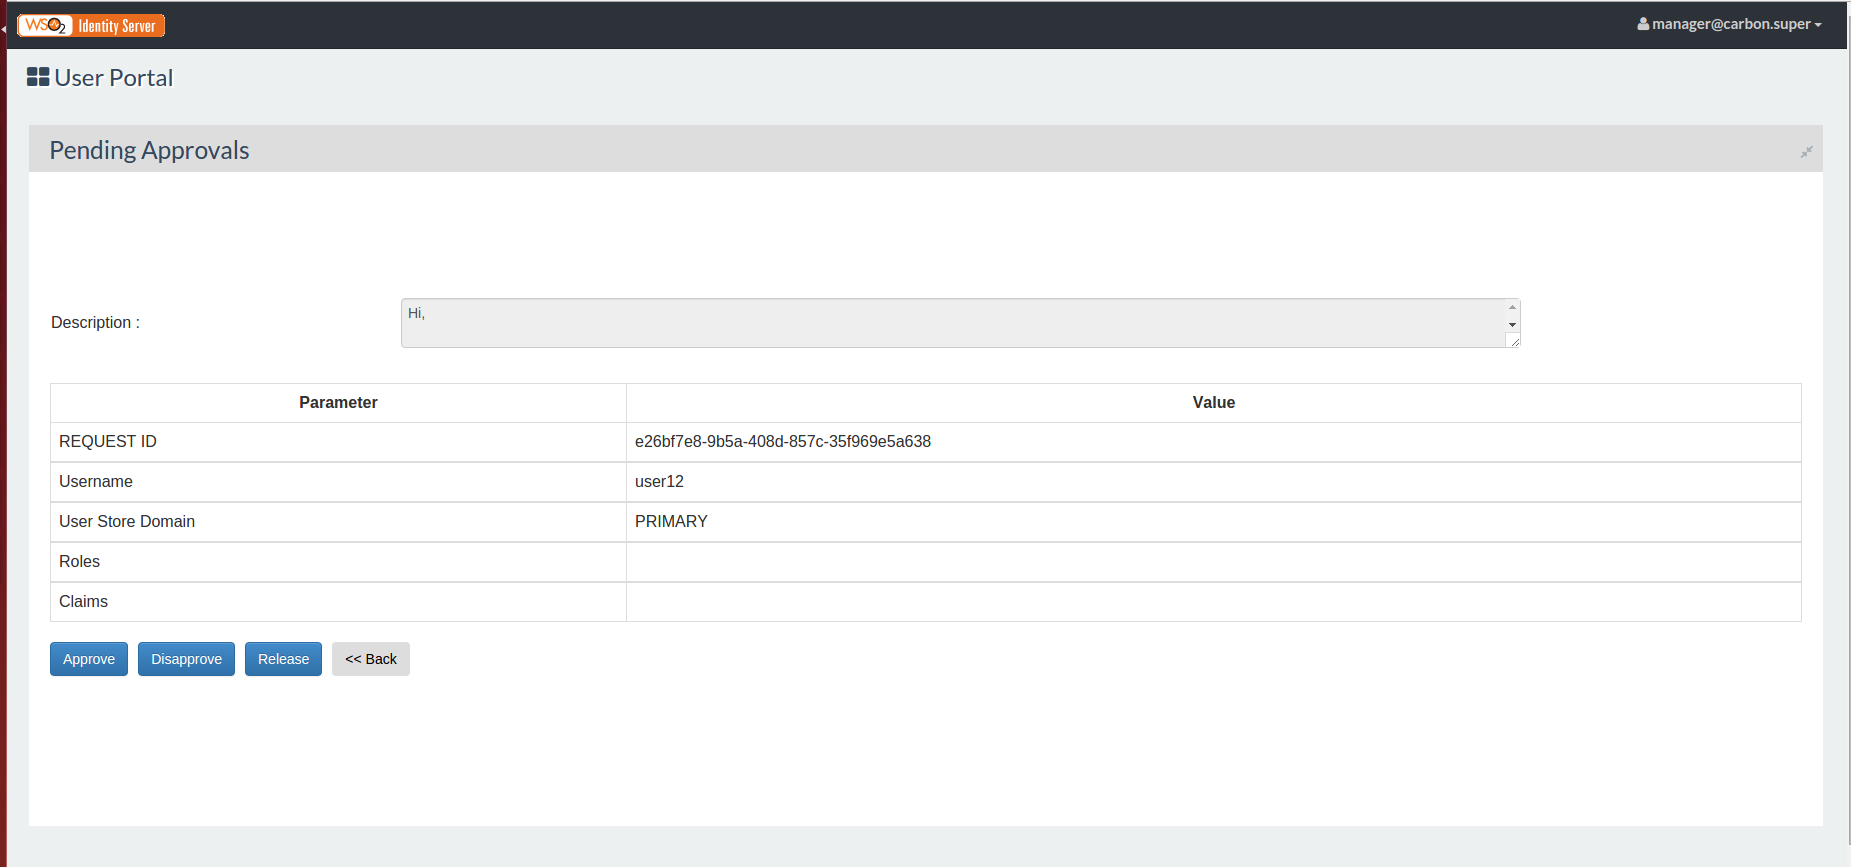 WSO2 Identity Server
manager@carbon.super
User Portal
Pending Approvals
Description :
Hi,
Parameter Value
REQUEST ID e26bf7e8-9b5a-408d-857c-35f969e5a638
Username user12
User Store Domain PRIMARY
Roles
Claims
Approve Disapprove Release << Back